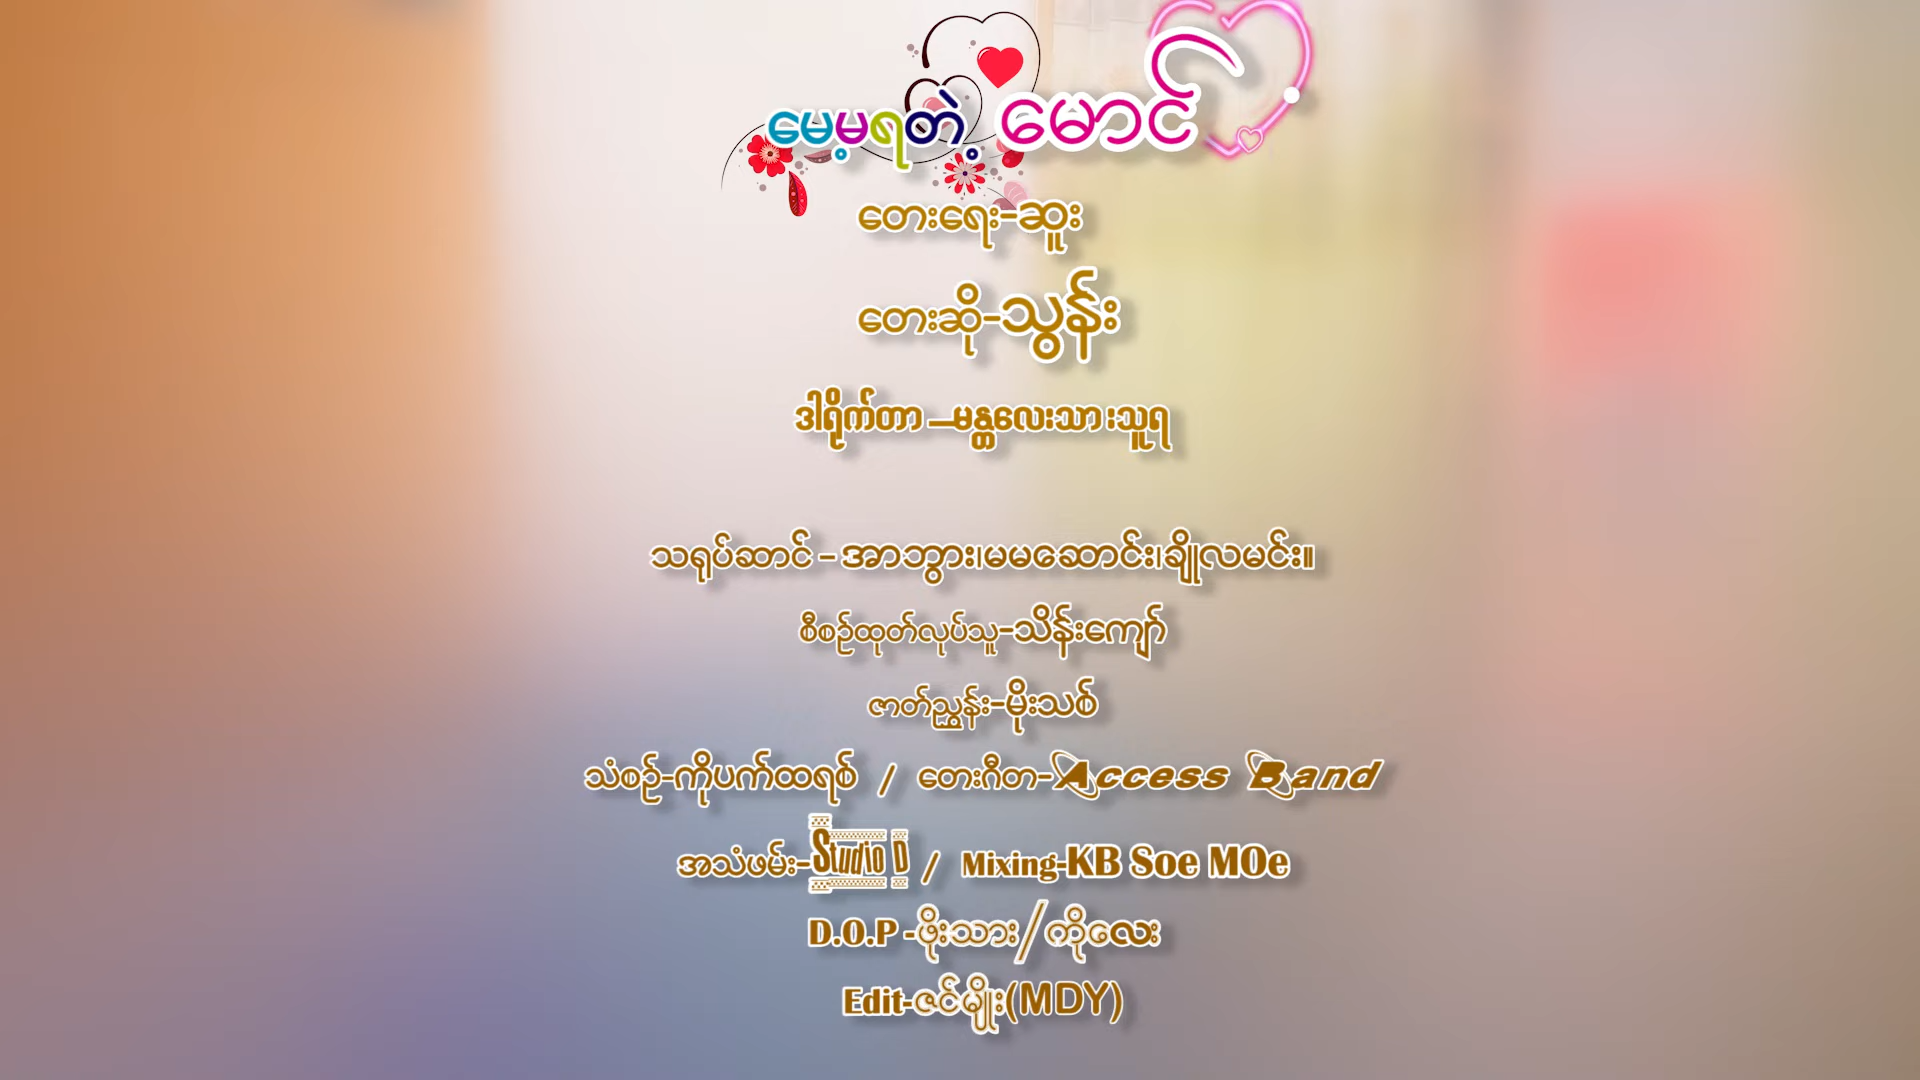 မေ့မရတဲ့ မောင်
တေးရေး-ဆူး
တေးဆို-သွန်း
ဒါရိုက်တာ – မန္တလေးသားသူရ
သရုပ်ဆာင် – အာဘွား၊မမဆောင်း၊ချိုလမင်း။
စီစဉ်ထုတ်လုပ်သူ-သိန်းကျော်
ဇာတ်ညွှန်း-မိုးသစ်
သံစဉ်-ကိုပက်ထရစ် / တေးဂီတ-Access Band
အသံဖမ်း-Studio D / Mixing-KB Soe MOe
D.O.P -ဖိုးသား/ကိုလေး
Edit-ဇင်မျိုး(MDY)